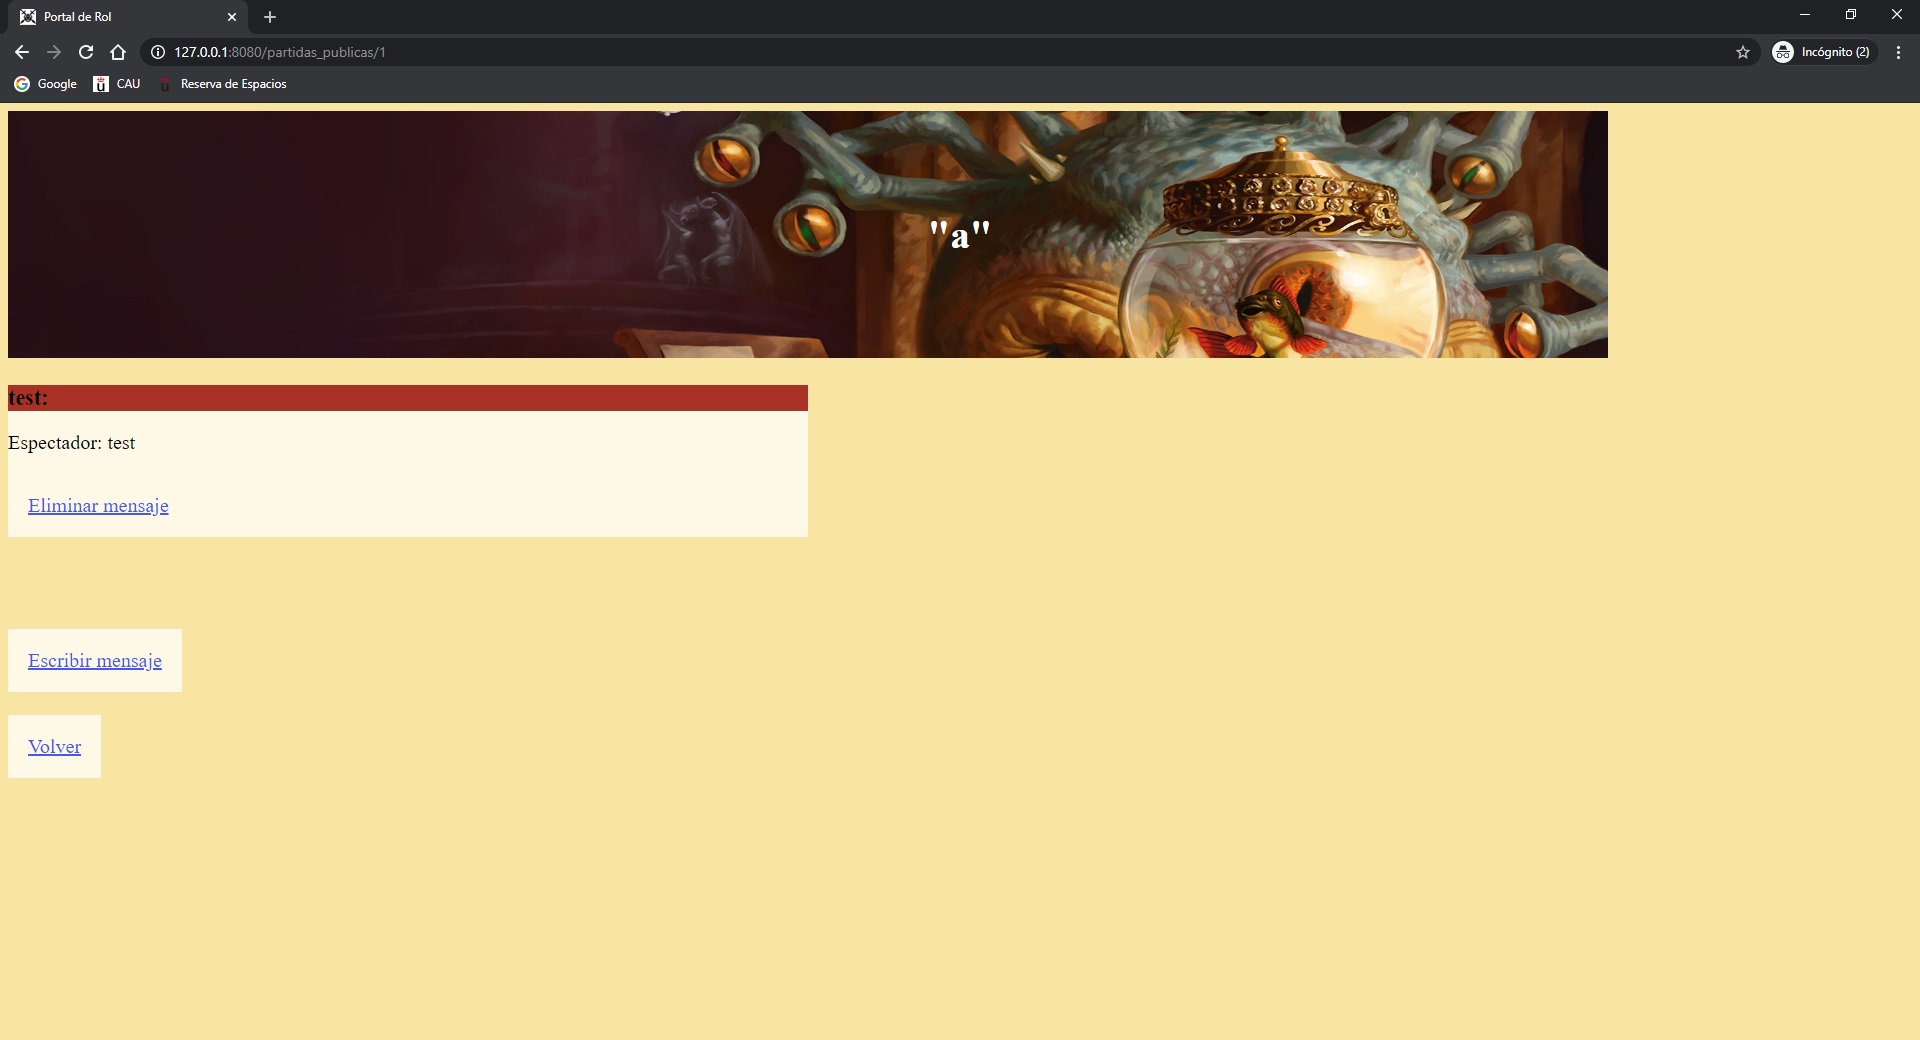 Portal de Rol
127.0.0.1:8080/partidas_publicas/1
Incógnito (2)
Google CAU Reserva de Espacios
"a"
test:
Espectador: test
Eliminar mensaje
Escribir mensaje
Volver